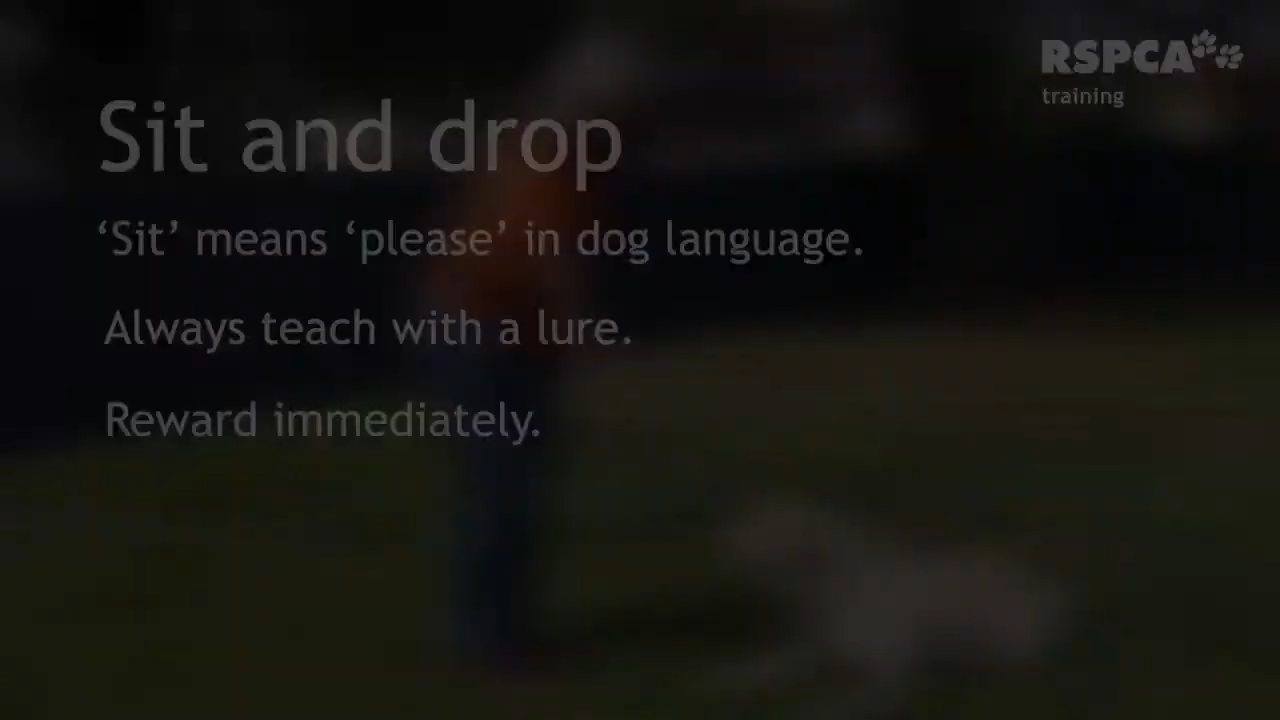 RSPCA
training
Sit and drop
‘Sit’ means ‘please’ in dog language.
Always teach with a lure.
Reward immediately.